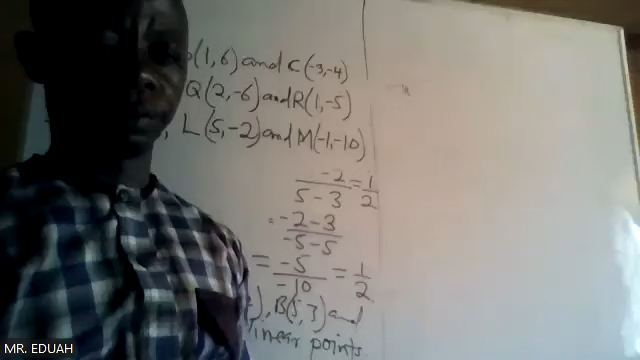 (1,6) and C(-3,-4)
Q(2,-6) and R(1,-5)
, L(5,-2) and M(-1,-10)
-2
5-3
= 1/2
= -2-3
-5-5
= -5
-10
= 1/2
), B(5,3) and
linear points
MR. EDUAH